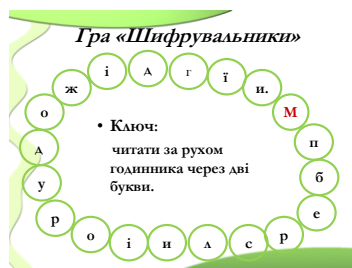 Гра «Шифрувальники»
і д г ї и. М п б е р с л и і о р у д о ж
• Ключ:
читати за рухом
годинника через дві
букви.